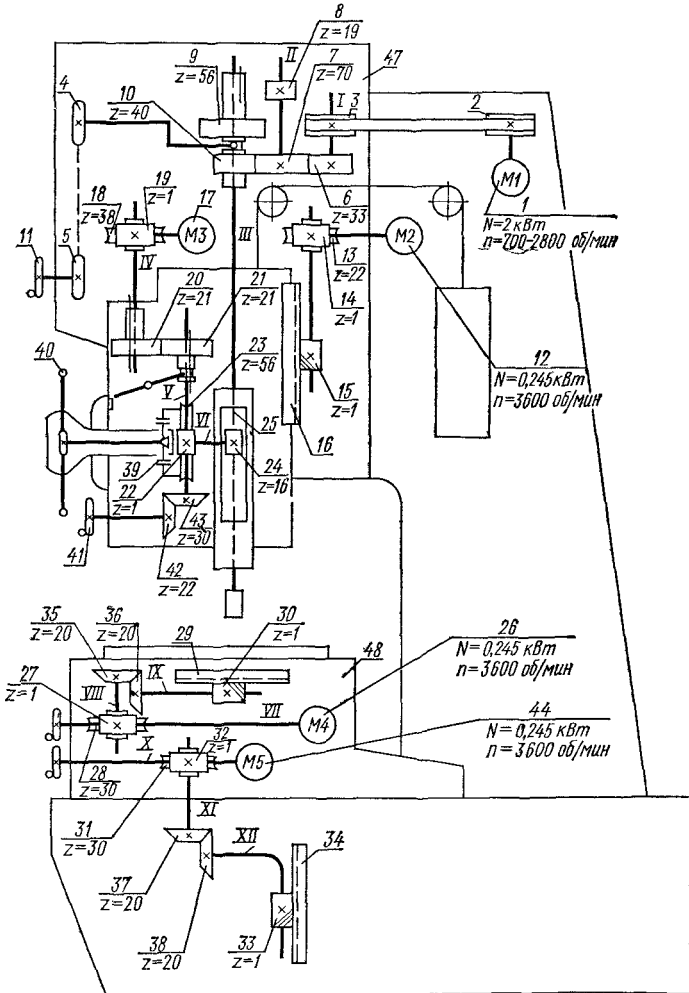 8
z=19
II
7
z=70
9
z=56
47
4
10
z=40
I
3
2
M1
1
N=2 кВт
n=700-2800 об/мин
6
z=33
18
z=38
19
z=1
17
M3
III
M2
13
z=22
14
z=1
11
5
IV
20
z=21
21
z=21
12
N=0,245 кВт
n=3600 об/мин
15
z=1
16
40
23
z=56
V
VI
25
39
22
z=1
24
z=16
41
43
z=30
42
z=22
35
z=20
36
z=20
29
30
z=1
48
26
N=0,245 кВт
n=3600 об/мин
27
z=1
VIII
IX
VII
M4
44
N=0,245 кВт
n=3600 об/мин
X
32
z=1
M5
28
z=30
31
z=30
XI
XII
34
37
z=20
38
z=20
33
z=1